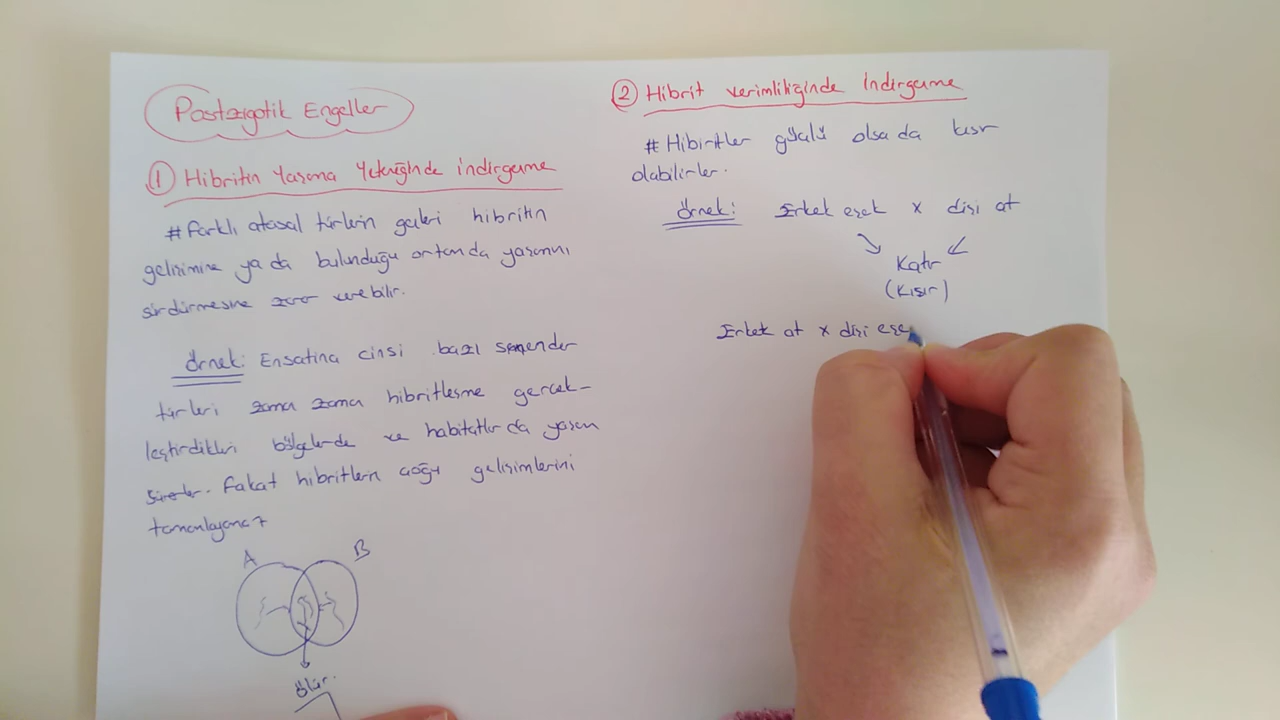 Postzigotik Engeller
1 Hibritin Yaşama Yeteneğinde İndirgeme
# Farklı atasal türlerin genleri hibritin
gelişimine ya da bulunduğu ortamda yaşamını
sürdürmesine zarar verebilir.
Örnek: Ensatina cinsi bazı semender
türleri zaman zaman hibritleşme gerçek-
leştirdikleri bölgelerde ve habitatlarda yaşam
sürerler. Fakat hibritlerin çoğu gelişimlerini
tamamlayamaz
A B
ölür.
2 Hibrit verimliliğinde İndirgeme
# Hibiritler güçlü olsa da kısır
olabilirler.
Örnek: Erkek eşek x dişi at
Katır
(Kısır)
Erkek at x dişi eşe